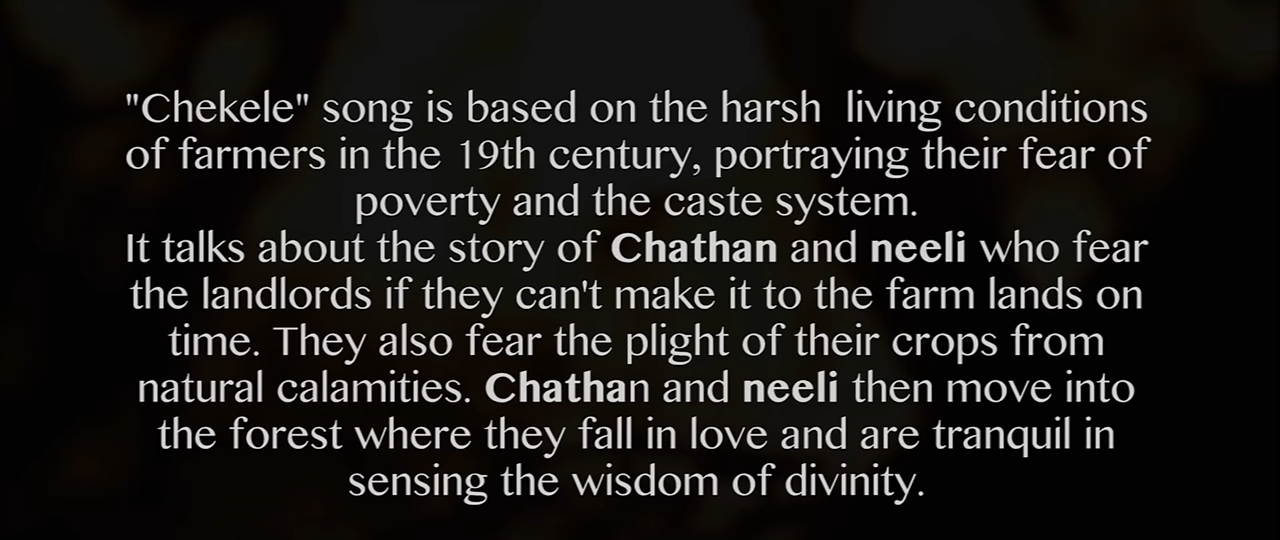 "Chekele" song is based on the harsh  living conditions
of farmers in the 19th century, portraying their fear of
poverty and the caste system.
It talks about the story of Chathan and neeli who fear
the landlords if they can't make it to the farm lands on
time. They also fear the plight of their crops from
natural calamities. Chathan and neeli then move into
the forest where they fall in love and are tranquil in
sensing the wisdom of divinity.